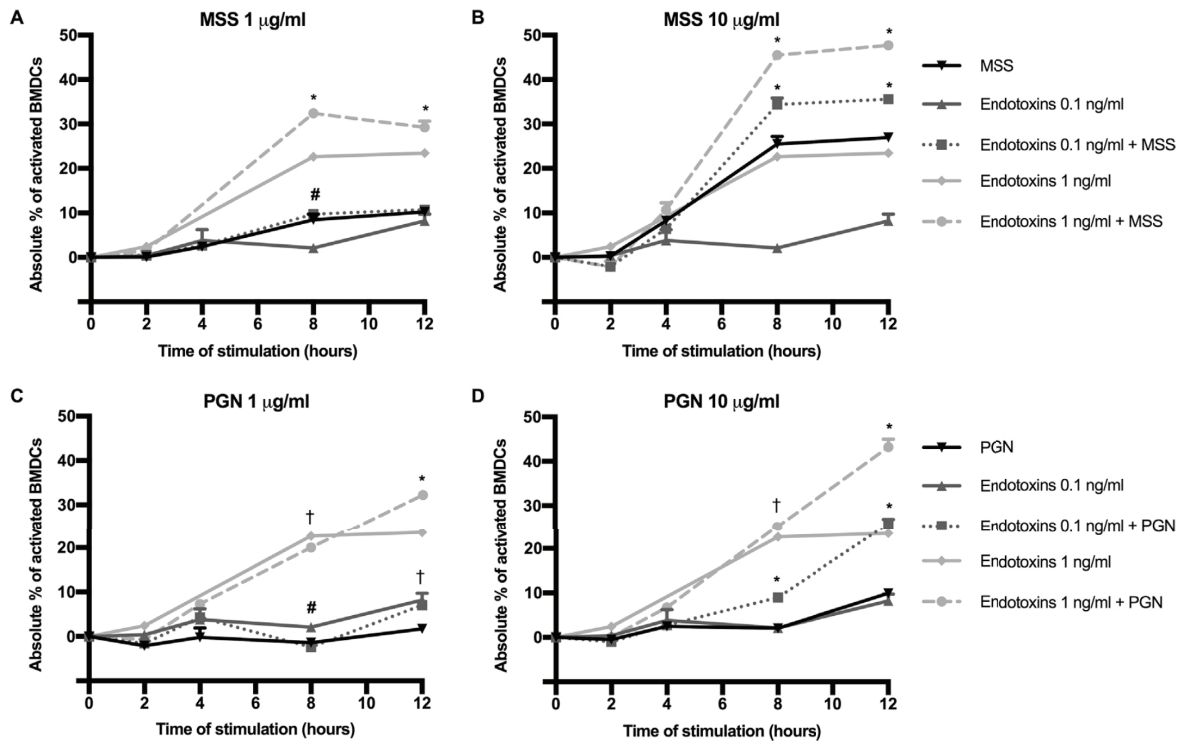 A
MSS 1 μg/ml
Absolute % of activated BMDCs
50
40
30
20
10
0
*
*
#
0 2 4 6 8 10 12
Time of stimulation (hours)
B
MSS 10 μg/ml
Absolute % of activated BMDCs
50
40
30
20
10
0
*
*
*
*
0 2 4 6 8 10 12
Time of stimulation (hours)
MSS
Endotoxins 0.1 ng/ml
Endotoxins 0.1 ng/ml + MSS
Endotoxins 1 ng/ml
Endotoxins 1 ng/ml + MSS
C
PGN 1 μg/ml
Absolute % of activated BMDCs
50
40
30
20
10
0
*
†
†
#
0 2 4 6 8 10 12
Time of stimulation (hours)
D
PGN 10 μg/ml
Absolute % of activated BMDCs
50
40
30
20
10
0
*
†
*
*
0 2 4 6 8 10 12
Time of stimulation (hours)
PGN
Endotoxins 0.1 ng/ml
Endotoxins 0.1 ng/ml + PGN
Endotoxins 1 ng/ml
Endotoxins 1 ng/ml + PGN